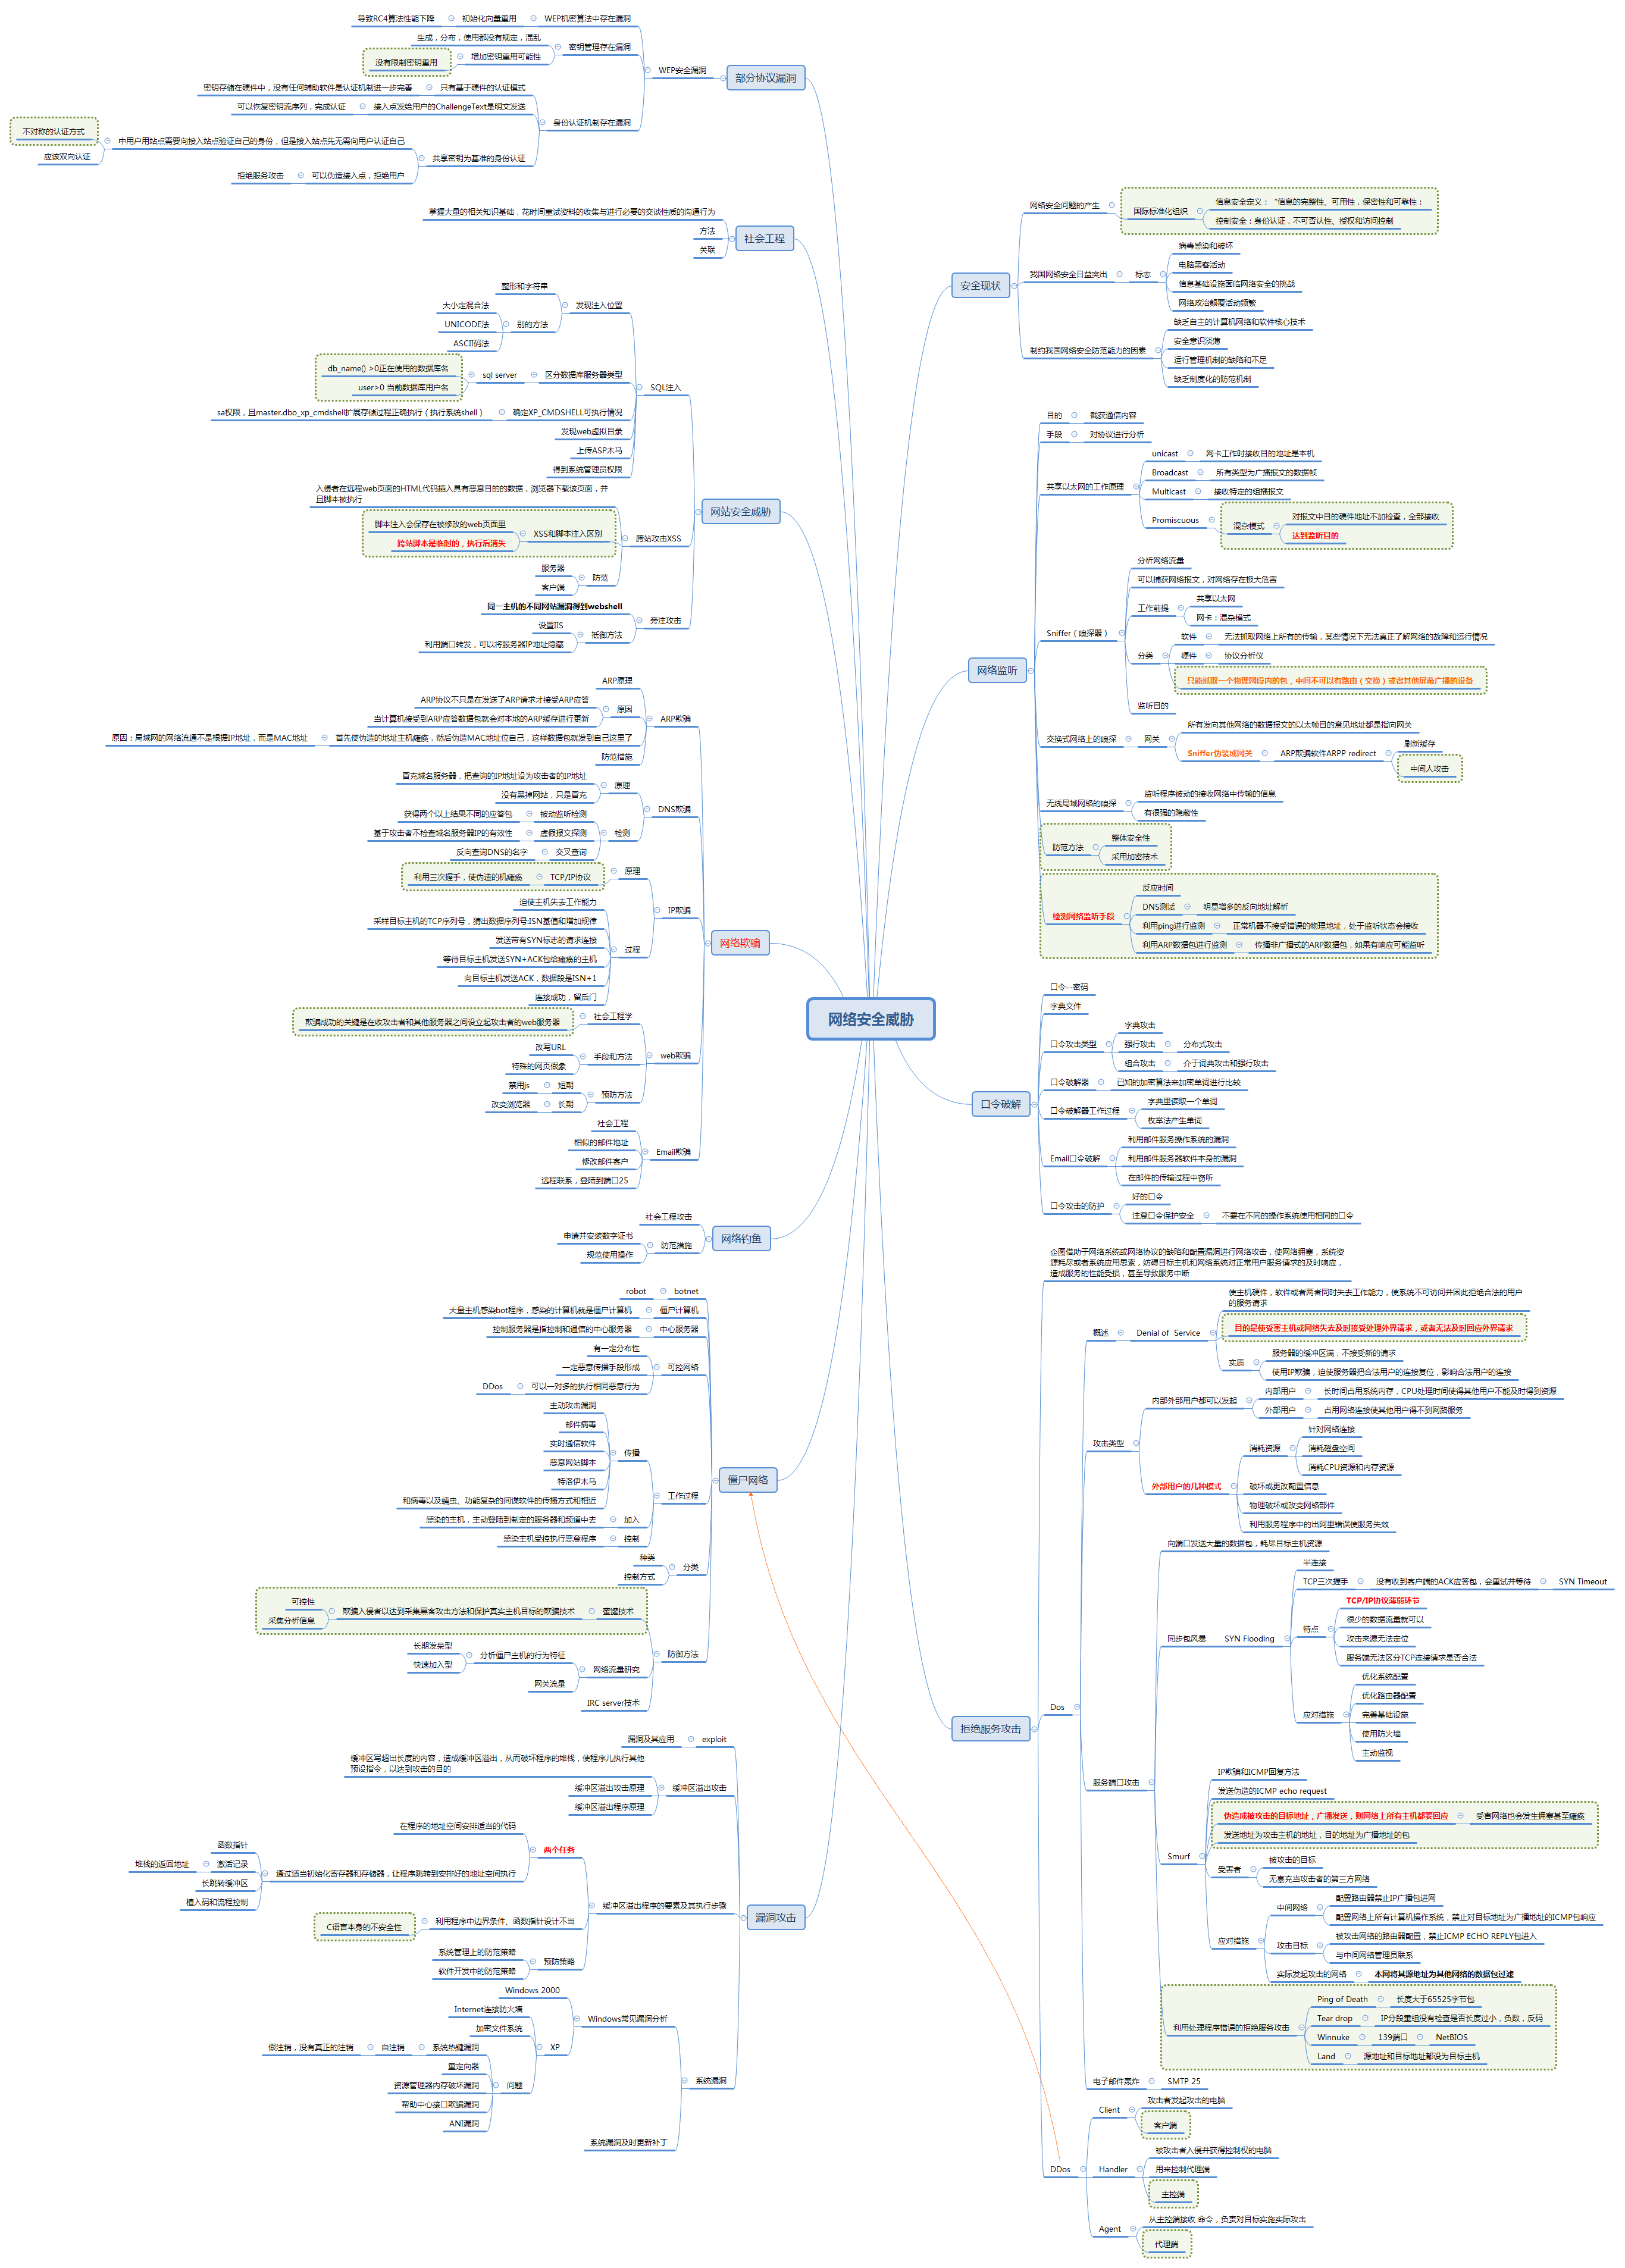 网络安全威胁
安全现状
网络安全问题的产生
国际标准化组织
信息安全定义：“信息的完整性、可用性，保密性和可靠性；
控制安全：身份认证，不可否认性、授权和访问控制
我国网络安全日益突出
标志
病毒感染和破坏
电脑黑客活动
信息基础设施面临网络安全的挑战
网络政治颠覆活动频繁
制约我国网络安全防范能力的因素
缺乏自主的计算机网络和软件核心技术
安全意识淡薄
运行管理机制的缺陷和不足
缺乏制度化的防范机制
网络监听
目的
截获通信内容
手段
对协议进行分析
共享以太网的工作原理
unicast
网卡工作时接收目的地址是本机
Broadcast
所有类型为广播报文的数据帧
Multicast
接收特定的组播报文
Promiscuous
混杂模式
对报文中目的硬件地址不加检查，全部接收
达到监听目的
Sniffer（嗅探器）
分析网络流量
可以捕获网络报文，对网络存在极大危害
工作前提
共享以太网
网卡：混杂模式
分类
软件
无法抓取网络上所有的传输，某些情况下无法真正了解网络的故障和运行情况
硬件
协议分析仪
只能抓取一个物理网段内的包，中间不可以有路由（交换）或者其他屏蔽广播的设备
监听目的
交换式网络上的嗅探
网关
所有发向其他网络的数据报文的以太帧目的意见地址都是指向网关
Sniffer伪装成网关
ARP欺骗软件ARPP redirect
刷新缓存
中间人攻击
无线局域网络的嗅探
监听程序被动的接收网络中传输的信息
有很强的隐蔽性
防范方法
整体安全性
采用加密技术
检测网络监听手段
反应时间
DNS测试
明显增多的反向地址解析
利用ping进行监测
正常机器不接受错误的物理地址，处于监听状态会接收
利用ARP数据包进行监测
传播非广播式的ARP数据包，如果有响应可能监听
口令破解
口令--密码
字典文件
口令攻击类型
字典攻击
强行攻击
分布式攻击
组合攻击
介于词典攻击和强行攻击
口令破解器
已知的加密算法来加密单词进行比较
口令破解器工作过程
字典里读取一个单词
枚举法产生单词
Email口令破解
利用邮件服务操作系统的漏洞
利用邮件服务器软件本身的漏洞
在邮件的传输过程中窃听
口令攻击的防护
好的口令
注意口令保护安全
不要在不同的操作系统使用相同的口令
拒绝服务攻击
企图借助于网络系统或网络协议的缺陷和配置漏洞进行网络攻击，使网络拥塞，系统资
源耗尽或者系统应用思素，妨碍目标主机和网络系统对正常用户服务请求的及时响应，
造成服务的性能受损，甚至导致服务中断
Dos
概述
Denial of Service
使主机硬件，软件或者两者同时失去工作能力，使系统不可访问并因此拒绝合法的用户
的服务请求
目的是使受害主机或网络失去及时接受处理外界请求，或者无法及时回应外界请求
实质
服务器的缓冲区满，不接受新的请求
使用IP欺骗，迫使服务器把合法用户的连接复位，影响合法用户的连接
攻击类型
内部外部用户都可以发起
内部用户
长时间占用系统内存，CPU处理时间使得其他用户不能及时得到资源
外部用户
占用网络连接使其他用户得不到网路服务
外部用户的几种模式
消耗资源
针对网络连接
消耗磁盘空间
消耗CPU资源和内存资源
破坏或更改配置信息
物理破坏或改变网络部件
利用服务程序中的出阿里错误使服务失效
服务端口攻击
向端口发送大量的数据包，耗尽目标主机资源
同步包风暴
SYN Flooding
半连接
TCP三次握手
没有收到客户端的ACK应答包，会重试并等待
SYN Timeout
特点
TCP/IP协议薄弱环节
很少的数据流量就可以
攻击来源无法定位
服务端无法区分TCP连接请求是否合法
应对措施
优化系统配置
优化路由器配置
完善基础设施
使用防火墙
主动监视
Smurf
IP欺骗和ICMP回复方法
发送伪造的ICMP echo request
伪造成被攻击的目标地址，广播发送，则网络上所有主机都要回应
受害网络也会发生拥塞甚至瘫痪
发送地址为攻击主机的地址，目的地址为广播地址的包
受害者
被攻击的目标
无辜充当攻击者的第三方网络
应对措施
中间网络
配置路由器禁止IP广播包进网
配置网络上所有计算机操作系统，禁止对目标地址为广播地址的ICMP包响应
攻击目标
被攻击网络的路由器配置，禁止ICMP ECHO REPLY包进入
与中间网络管理员联系
实际发起攻击的网络
本网将其源地址为其他网络的数据包过滤
利用处理程序错误的拒绝服务攻击
Ping of Death
长度大于65525字节包
Tear drop
IP分段重组没有检查是否长度过小，负数，反码
Winnuke
139端口
NetBIOS
Land
源地址和目标地址都设为目标主机
电子邮件轰炸
SMTP 25
DDos
Client
攻击者发起攻击的电脑
客户端
Handler
被攻击者入侵并获得控制权的电脑
用来控制代理端
主控端
Agent
从主控端接收 命令，负责对目标实施实际攻击
代理端
部分协议漏洞
WEP安全漏洞
WEP机密算法中存在漏洞
初始化向量重用
导致RC4算法性能下降
密钥管理存在漏洞
生成，分布，使用都没有规定，混乱
增加密钥重用可能性
没有限制密钥重用
身份认证机制存在漏洞
只有基于硬件的认证模式
密钥存储在硬件中，没有任何辅助软件是认证机制进一步完善
接入点发给用户的ChallengeText是明文发送
可以恢复密钥流序列，完成认证
共享密钥为基准的身份认证
中用户用站点需要向接入站点验证自己的身份，但是接入站点先无需向用户认证自己
不对称的认证方式
应该双向认证
可以伪造接入点，拒绝用户
拒绝服务攻击
社会工程
掌握大量的相关知识基础，花时间重试资料的收集与进行必要的交谈性质的沟通行为
方法
关联
网站安全威胁
SQL注入
发现注入位置
整形和字符串
别的方法
大小定混合法
UNICODE法
ASCII码法
区分数据库服务器类型
sql server
db_name() >0正在使用的数据库名
user>0 当前数据库用户名
确定XP_CMDSHELL可执行情况
sa权限，且master.dbo_xp_cmdshell扩展存储过程正确执行（执行系统shell）
发现web虚拟目录
上传ASP木马
得到系统管理员权限
跨站攻击XSS
入侵者在远程web页面的HTML代码插入具有恶意目的的数据，浏览器下载该页面，并
且脚本被执行
XSS和脚本注入区别
脚本注入会保存在被修改的web页面里
跨站脚本是临时的，执行后消失
防范
服务器
客户端
旁注攻击
同一主机的不同网站漏洞得到webshell
抵御方法
设置IIS
利用端口转发，可以将服务器IP地址隐藏
网络欺骗
ARP欺骗
ARP原理
原因
ARP协议不只是在发送了ARP请求才接受ARP应答
当计算机接受到ARP应答数据包就会对本地的ARP缓存进行更新
首先使伪造的地址主机瘫痪，然后伪造MAC地址位自己，这样数据包就发到自己这里了
原因：局域网的网络流通不是根据IP地址，而是MAC地址
防范措施
DNS欺骗
原理
冒充域名服务器，把查询的IP地址设为攻击者的IP地址
没有黑掉网站，只是冒充
检测
被动监听检测
获得两个以上结果不同的应答包
虚假报文探测
基于攻击者不检查域名服务器IP的有效性
交叉查询
反向查询DNS的名字
IP欺骗
原理
TCP/IP协议
利用三次握手，使伪造的机瘫痪
过程
迫使主机失去工作能力
采样目标主机的TCP序列号，猜出数据序列号:ISN基值和增加规律
发送带有SYN标志的请求连接
等待目标主机发送SYN+ACK包给瘫痪的主机
向目标主机发送ACK，数据段是ISN+1
连接成功，留后门
web欺骗
社会工程学
欺骗成功的关键是在收攻击者和其他服务器之间设立起攻击者的web服务器
手段和方法
改写URL
特殊的网页假象
预防方法
短期
禁用js
长期
改变浏览器
Email欺骗
社会工程
相似的邮件地址
修改邮件客户
远程联系，登陆到端口25
网络钓鱼
社会工程攻击
防范措施
申请并安装数字证书
规范使用操作
僵尸网络
botnet
robot
僵尸计算机
大量主机感染bot程序，感染的计算机就是僵尸计算机
中心服务器
控制服务器是指控制和通信的中心服务器
可控网络
有一定分布性
一定恶意传播手段形成
可以一对多的执行相同恶意行为
DDos
工作过程
传播
主动攻击漏洞
邮件病毒
实时通信软件
恶意网站脚本
特洛伊木马
和病毒以及蠕虫、功能复杂的间谍软件的传播方式和相近
加入
感染的主机，主动登陆到制定的服务器和频道中去
控制
感染主机受控执行恶意程序
分类
种类
控制方式
防御方法
蜜罐技术
欺骗入侵者以达到采集黑客攻击方法和保护真实主机目标的欺骗技术
可控性
采集分析信息
网络流量研究
分析僵尸主机的行为特征
长期发呆型
快速加入型
网关流量
IRC server技术
漏洞攻击
exploit
漏洞及其应用
缓冲区溢出攻击
缓冲区写超出长度的内容，造成缓冲区溢出，从而破坏程序的堆栈，使程序儿执行其他
预设指令，以达到攻击的目的
缓冲区溢出攻击原理
缓冲区溢出程序原理
缓冲区溢出程序的要素及其执行步骤
两个任务
在程序的地址空间安排适当的代码
通过适当初始化寄存器和存储器，让程序跳转到安排好的地址空间执行
函数指针
激活记录
堆栈的返回地址
长跳转缓冲区
植入码和流程控制
利用程序中边界条件、函数指针设计不当
C语言本身的不安全性
预防策略
系统管理上的防范策略
软件开发中的防范策略
系统漏洞
Windows常见漏洞分析
Windows 2000
XP
Internet连接防火墙
加密文件系统
问题
系统热键漏洞
自注销
假注销，没有真正的注销
重定向器
资源管理器内存破坏漏洞
帮助中心接口欺骗漏洞
ANI漏洞
系统漏洞及时更新补丁